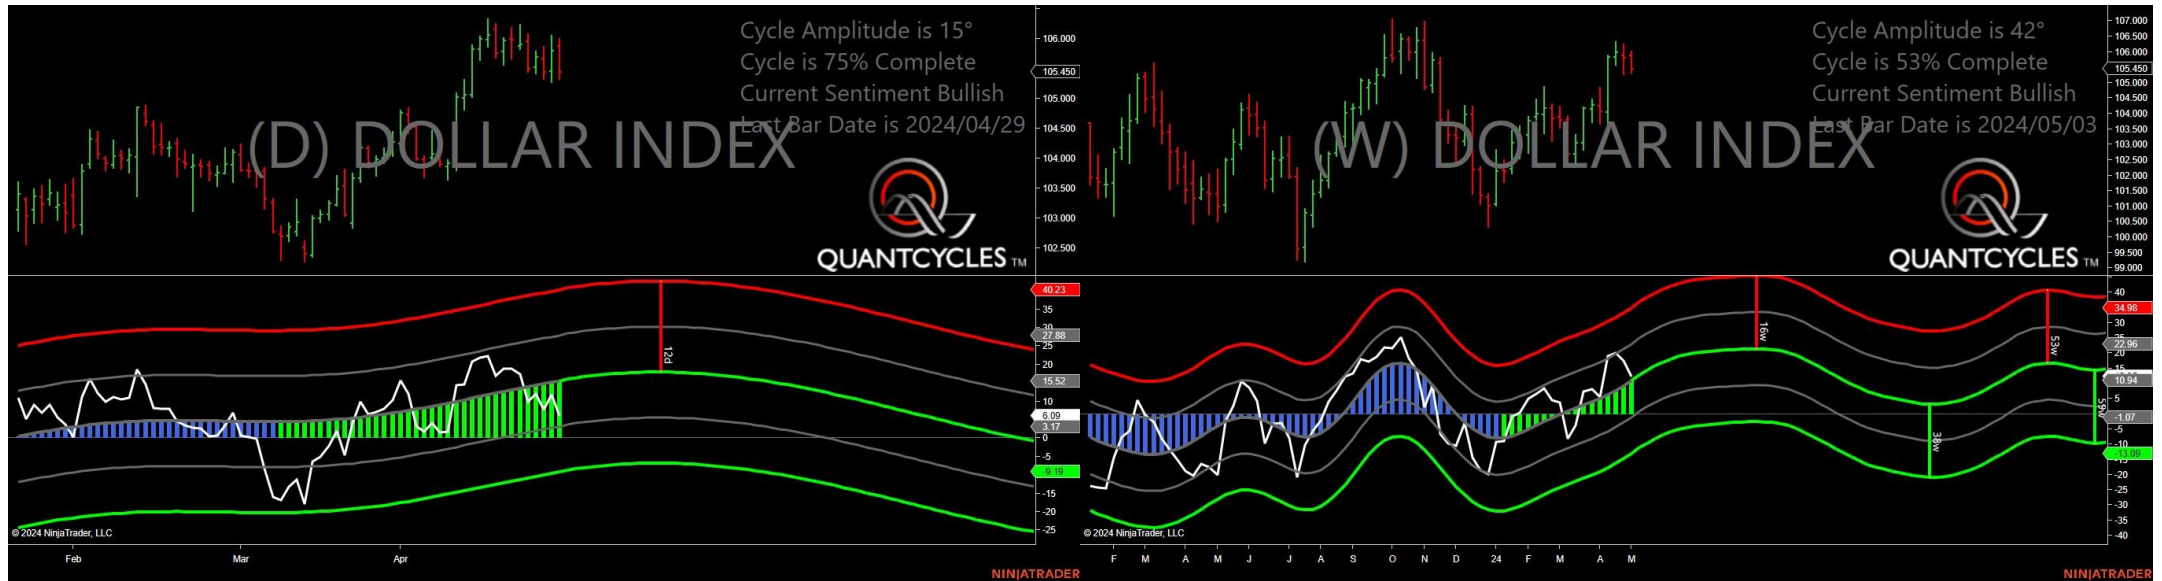 Cycle Amplitude is 15°
Cycle is 75% Complete
Current Sentiment Bullish
Last Bar Date is 2024/04/29
(D) DOLLAR INDEX
QUANTCYCLES TM
106.000
105.450
105.000
104.500
104.000
103.500
103.000
102.500
40.23
35
30
27.88
25
20
15.52
10
6.09
3.17
0
-5
-9.19
-15
-20
-25
12d
© 2024 NinjaTrader, LLC
Feb Mar Apr
NINJATRADER
Cycle Amplitude is 42°
Cycle is 53% Complete
Current Sentiment Bullish
Last Bar Date is 2024/05/03
(W) DOLLAR INDEX
QUANTCYCLES TM
107.000
106.500
106.000
105.450
105.000
104.500
104.000
103.500
103.000
102.500
102.000
101.500
101.000
100.500
100.000
99.500
99.000
40
34.98
30
22.96
20
15
10.94
5
-1.07
-5
-10
-13.09
-20
-25
-30
-35
-40
16w
38w
53w
59w
© 2024 NinjaTrader, LLC
F M A M J J A S O N D 24 F M A M
NINJATRADER